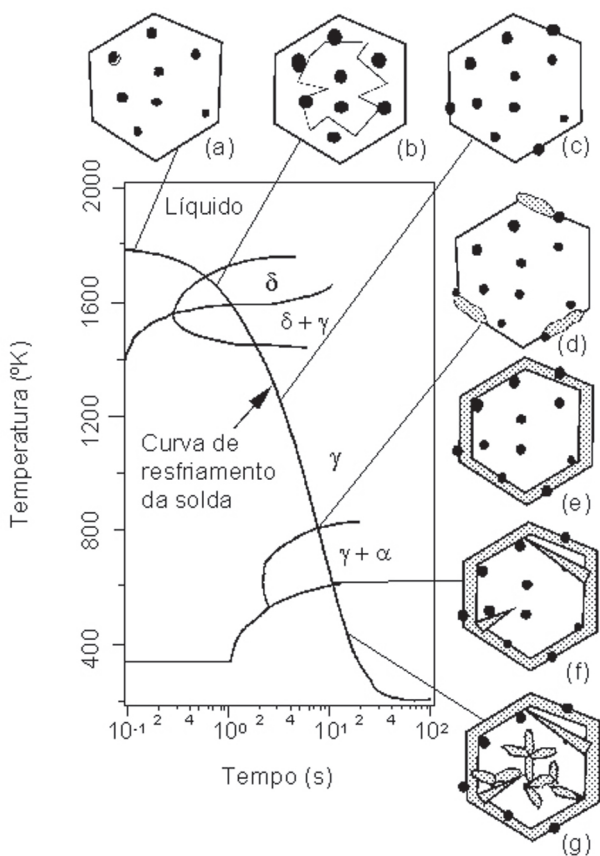 (a)
(b)
(c)
2000
Líquido
1600
δ
δ + γ
(d)
Temperatura (ºK)
1200
Curva de
resfriamento
da solda
γ
(e)
800
γ + α
(f)
400
10⁻¹ 2 4 10⁰ 2 4 10¹ 2 4 10²
Tempo (s)
(g)